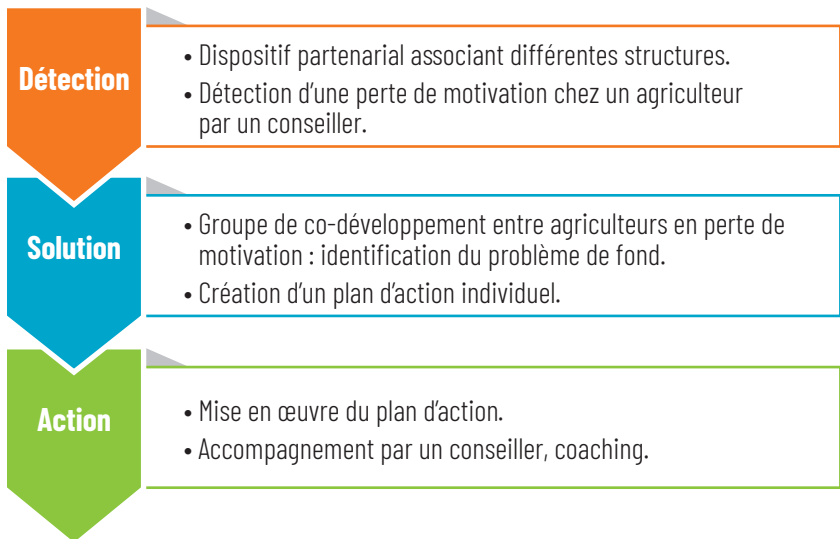 Détection
• Dispositif partenarial associant différentes structures.
• Détection d’une perte de motivation chez un agriculteur
par un conseiller.
Solution
• Groupe de co-développement entre agriculteurs en perte de
motivation : identification du problème de fond.
• Création d’un plan d’action individuel.
Action
• Mise en œuvre du plan d’action.
• Accompagnement par un conseiller, coaching.